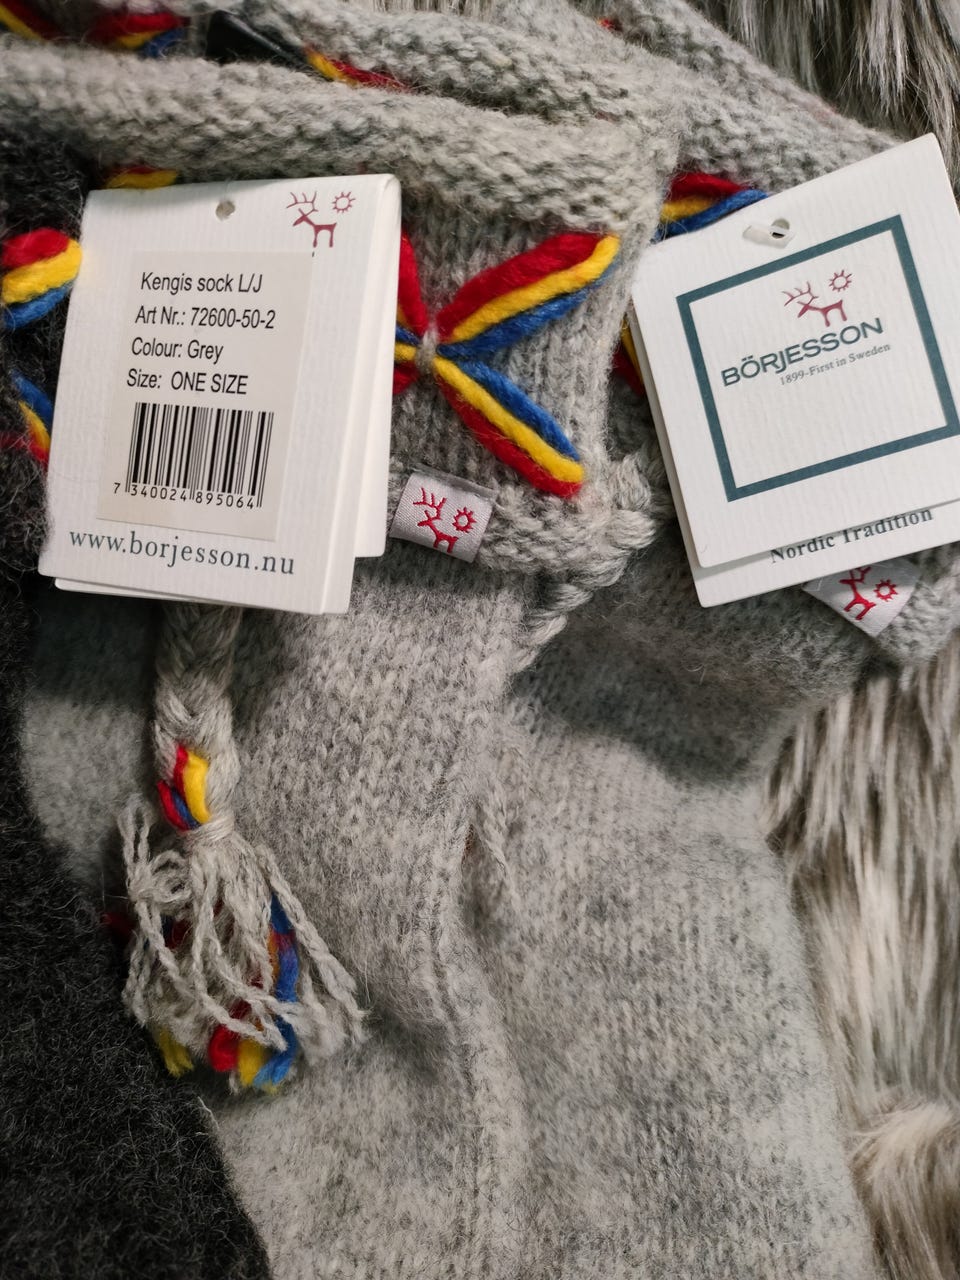 Kengis sock L/J
Art Nr.: 72600-50-2
Colour: Grey
Size: ONE SIZE
7 340024 895064
www.borjesson.nu
BÖRJESSON
1899-First in Sweden
Nordic Tradition